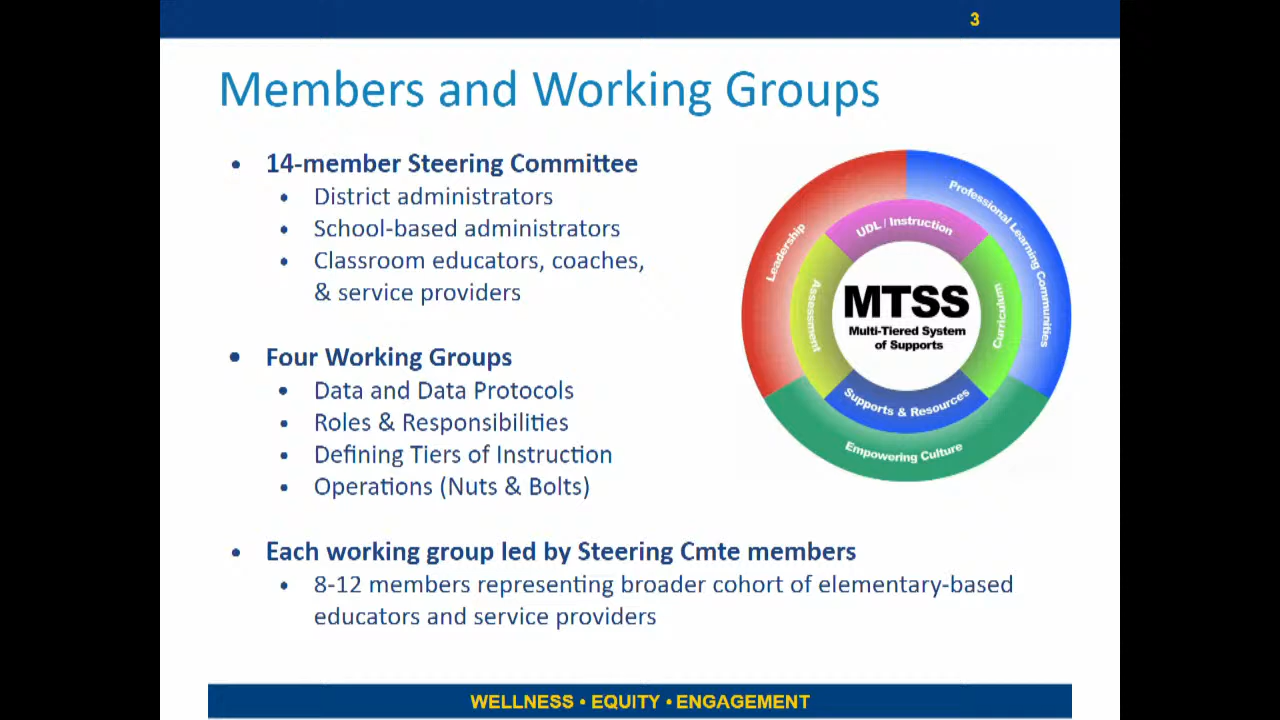 3
Members and Working Groups
• 14-member Steering Committee
• District administrators
• School-based administrators
• Classroom educators, coaches,
& service providers
• Four Working Groups
• Data and Data Protocols
• Roles & Responsibilities
• Defining Tiers of Instruction
• Operations (Nuts & Bolts)
• Each working group led by Steering Cmte members
• 8-12 members representing broader cohort of elementary-based
educators and service providers
Leadership
Professional Learning Communities
Empowering Culture
UDL / Instruction
Assessment
Curriculum
Supports & Resources
MTSS
Multi-Tiered System
of Supports
WELLNESS • EQUITY • ENGAGEMENT